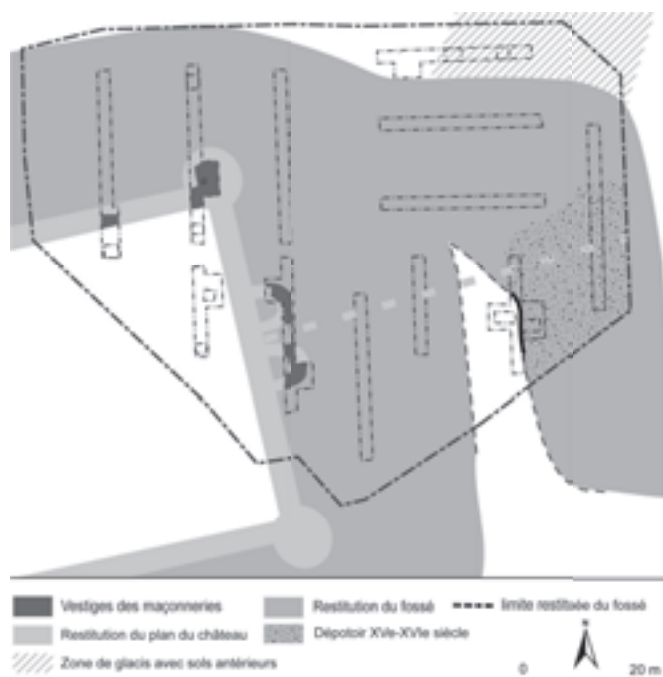 Vestiges des maçonneries
Restitution du fossé
limite restituée du fossé
Restitution du plan du château
Dépotoir XVe-XVIe siècle
Zone de glacis avec sols antérieurs
0 20 m